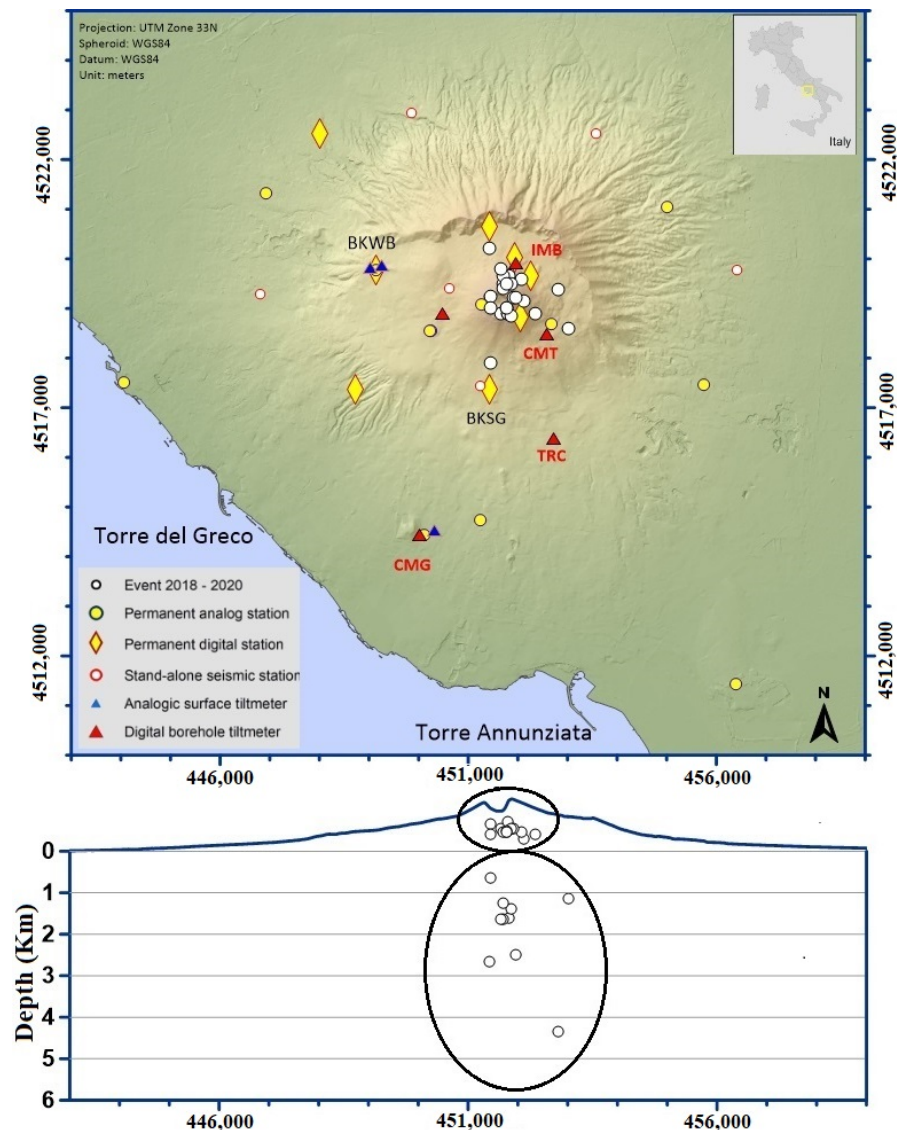 Projection: UTM Zone 33N
Spheroid: WGS84
Datum: WGS84
Unit: meters
Italy
4522,000
4522,000
BKWB
IMB
CMT
4517,000
4517,000
BKSG
TRC
Torre del Greco
CMG
Event 2018 - 2020
Permanent analog station
Permanent digital station
Stand-alone seismic station
Analogic surface tiltmeter
Digital borehole tiltmeter
4512,000
4512,000
N
Torre Annunziata
446,000
451,000
456,000
Depth (Km)
0
1
2
3
4
5
6
446,000
451,000
456,000